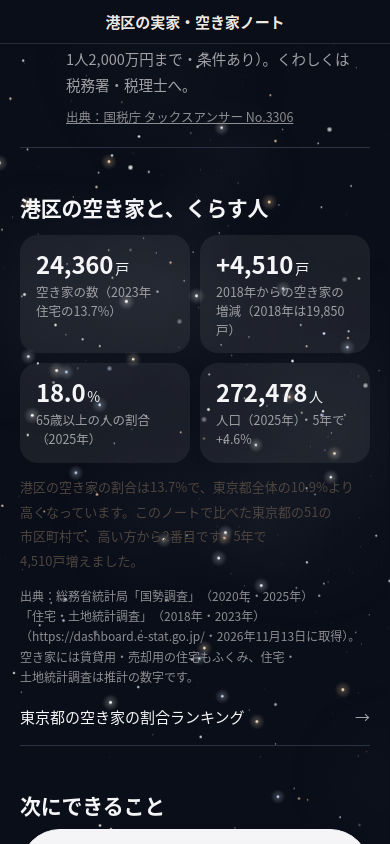 港区の実家・空き家ノート
1人2,000万円まで・条件あり）。くわしくは
税務署・税理士へ。
出典：国税庁 タックスアンサー No.3306
港区の空き家と、くらす人
24,360戸
空き家の数（2023年・
住宅の13.7%）
+4,510戸
2018年からの空き家の
増減（2018年は19,850
戸）
18.0%
65歳以上の人の割合
（2025年）
272,478人
人口（2025年）・5年で
+4.6%
港区の空き家の割合は13.7%で、東京都全体の10.9%より
高くなっています。このノートで比べた東京都の51の
市区町村で、高い方から2番目です。5年で
4,510戸増えました。
出典：総務省統計局「国勢調査」（2020年・2025年）・
「住宅・土地統計調査」（2018年・2023年）
（https://dashboard.e-stat.go.jp/・2026年11月13日に取得）。
空き家には賃貸用・売却用の住宅もふくみ、住宅・
土地統計調査は推計の数字です。
東京都の空き家の割合ランキング →
次にできること